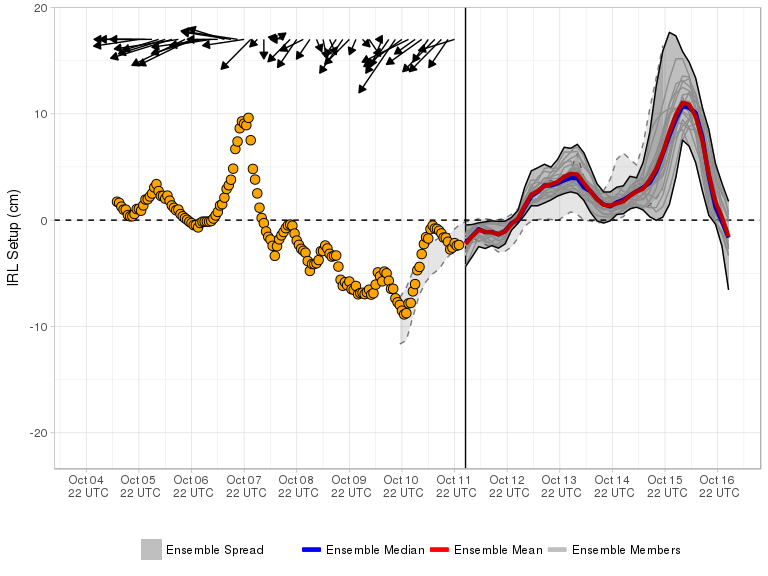 20
10
0
-10
-20
IRL Setup (cm)
Oct 04 Oct 05 Oct 06 Oct 07 Oct 08 Oct 09 Oct 10 Oct 11 Oct 12 Oct 13 Oct 14 Oct 15 Oct 16
22 UTC 22 UTC 22 UTC 22 UTC 22 UTC 22 UTC 22 UTC 22 UTC 22 UTC 22 UTC 22 UTC 22 UTC 22 UTC
Ensemble Spread Ensemble Median Ensemble Mean Ensemble Members